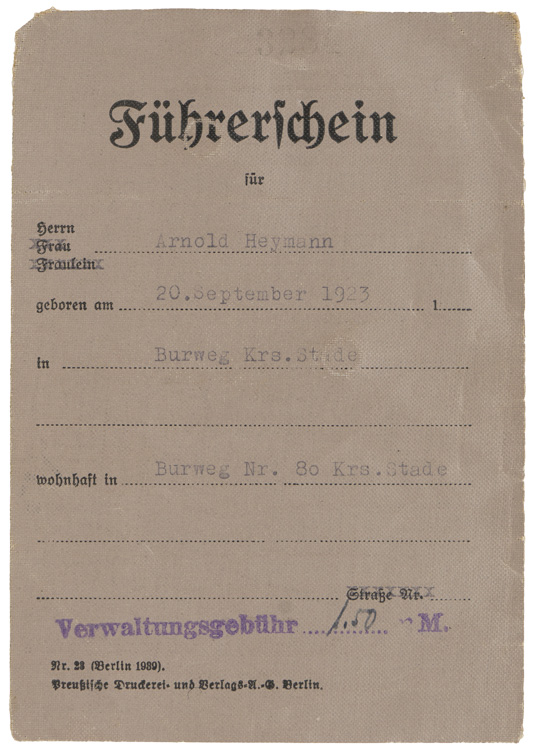 Führerschein
für
Herrn
Frau Arnold Heymann
Fräulein
geboren am 20.September 1923 1
in Burweg Krs.Stade
wohnhaft in Burweg Nr. 80 Krs.Stade
Straße Nr.
Verwaltungsgebühr 1.50 M.
Nr. 23 (Berlin 1939).
Preußische Druckerei- und Verlags-A.-G. Berlin.